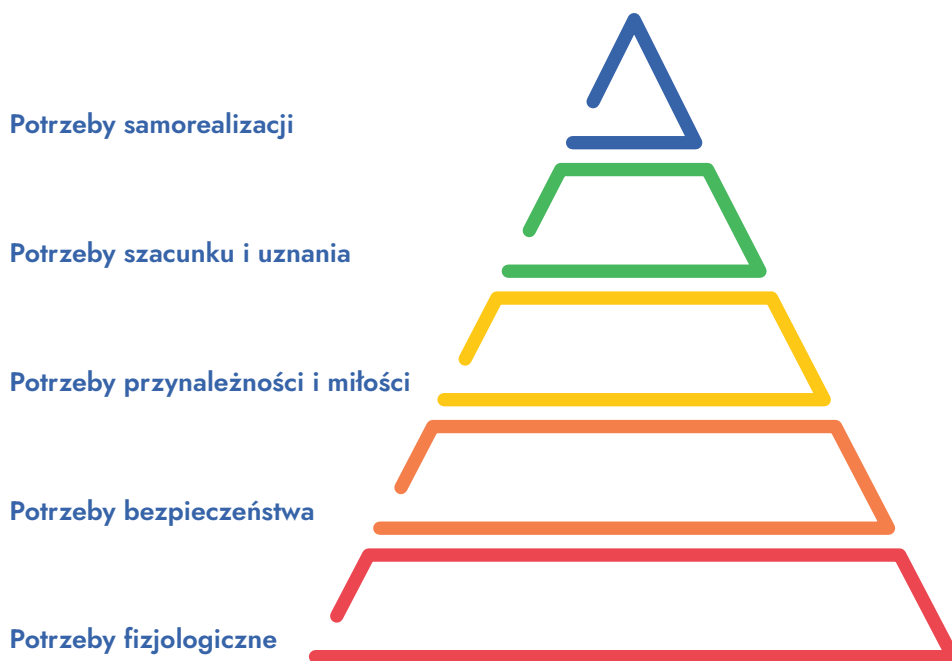 Potrzeby samorealizacji
Potrzeby szacunku i uznania
Potrzeby przynależności i miłości
Potrzeby bezpieczeństwa
Potrzeby fizjologiczne